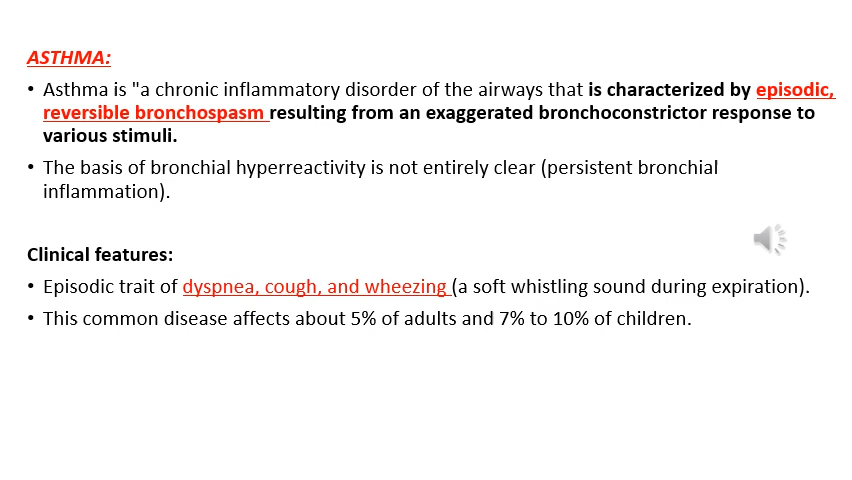 ASTHMA:
• Asthma is "a chronic inflammatory disorder of the airways that is characterized by episodic,
reversible bronchospasm resulting from an exaggerated bronchoconstrictor response to
various stimuli.
• The basis of bronchial hyperreactivity is not entirely clear (persistent bronchial
inflammation).
Clinical features:
• Episodic trait of dyspnea, cough, and wheezing (a soft whistling sound during expiration).
• This common disease affects about 5% of adults and 7% to 10% of children.